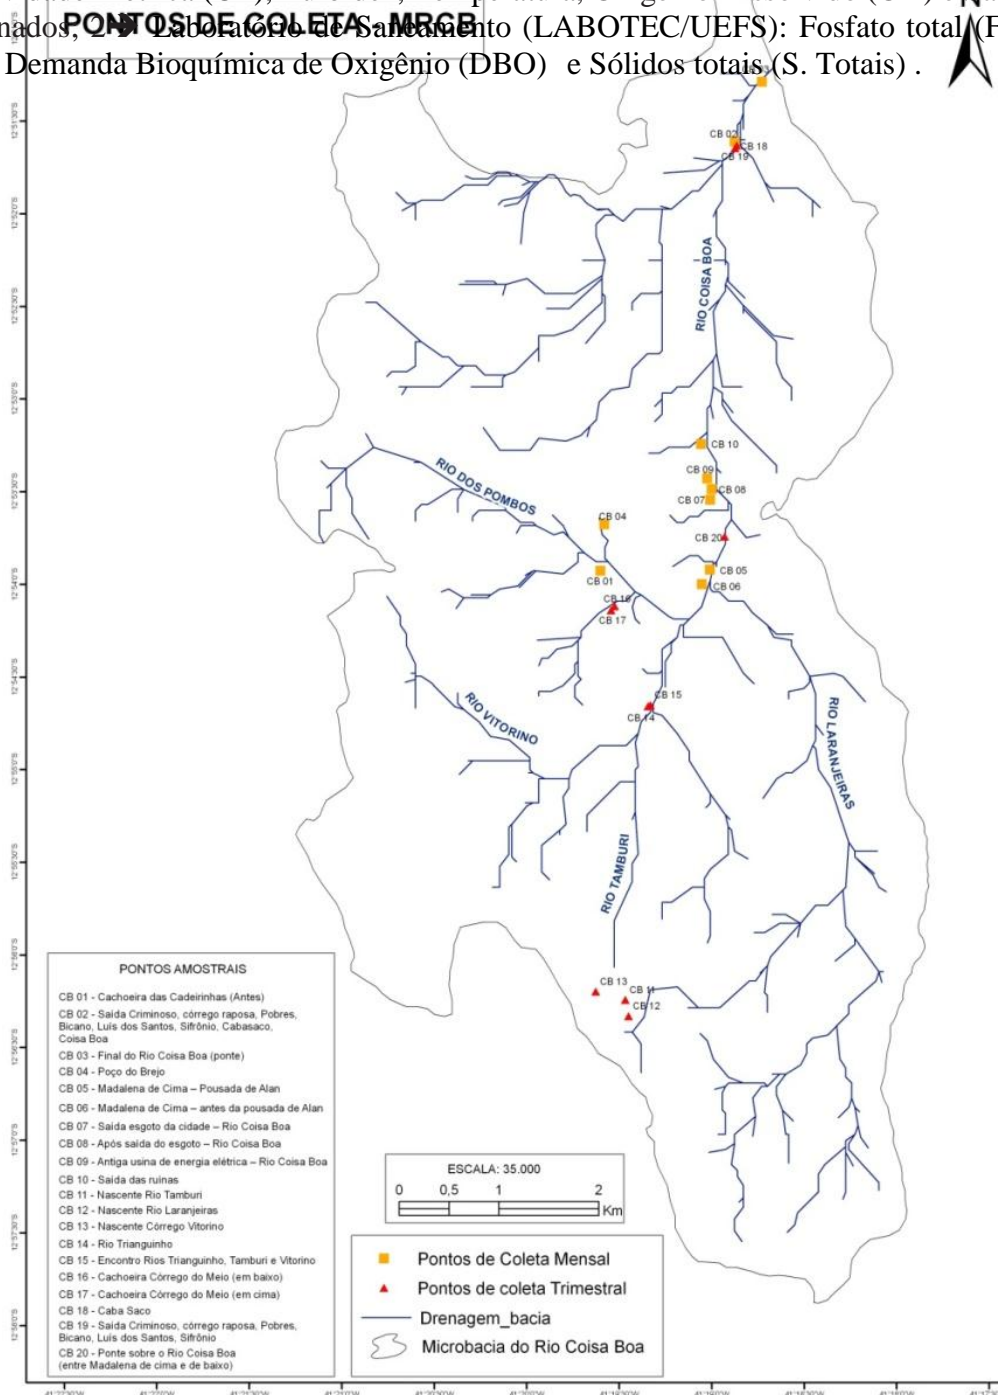 PONTOS DE COLETA - MRCB
Laboratório de Saneamento (LABOTEC/UEFS): Fosfato total
Demanda Bioquímica de Oxigênio (DBO) e Sólidos totais (S. Totais) .
CB 02
CB 18
CB 19
RIO COISA BOA
CB 10
CB 09
CB 08
CB 07
RIO DOS POMBOS
CB 04
CB 20
CB 05
CB 01
CB 06
CB 16
CB 17
CB 15
CB 14
RIO VITORINO
RIO LARANJEIRAS
RIO TAMBURI
CB 13
CB 11
CB 12
PONTOS AMOSTRAIS
CB 01 - Cachoeira das Cadeirinhas (Antes)
CB 02 - Saída Criminoso, córrego raposa, Pobres,
Bicano, Luís dos Santos, Sifrônio, Cabasaco,
Coisa Boa
CB 03 - Final do Rio Coisa Boa (ponte)
CB 04 - Poço do Brejo
CB 05 - Madalena de Cima – Pousada de Alan
CB 06 - Madalena de Cima – antes da pousada de Alan
CB 07 - Saída esgoto da cidade – Rio Coisa Boa
CB 08 - Após saída do esgoto – Rio Coisa Boa
CB 09 - Antiga usina de energia elétrica – Rio Coisa Boa
CB 10 - Saída das ruínas
CB 11 - Nascente Rio Tamburi
CB 12 - Nascente Rio Laranjeiras
CB 13 - Nascente Córrego Vitorino
CB 14 - Rio Trianguinho
CB 15 - Encontro Rios Trianguinho, Tamburi e Vitorino
CB 16 - Cachoeira Córrego do Meio (em baixo)
CB 17 - Cachoeira Córrego do Meio (em cima)
CB 18 - Caba Saco
CB 19 - Saída Criminoso, córrego raposa, Pobres,
Bicano, Luís dos Santos, Sifrônio
CB 20 - Ponte sobre o Rio Coisa Boa
(entre Madalena de cima e de baixo)
ESCALA: 35.000
0 0,5 1 2
Km
Pontos de Coleta Mensal
Pontos de coleta Trimestral
Drenagem_bacia
Microbacia do Rio Coisa Boa